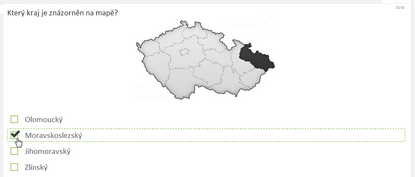 Který kraj je znázorněn na mapě?
Olomoucký
Moravskoslezský
Jihomoravský
Zlínský